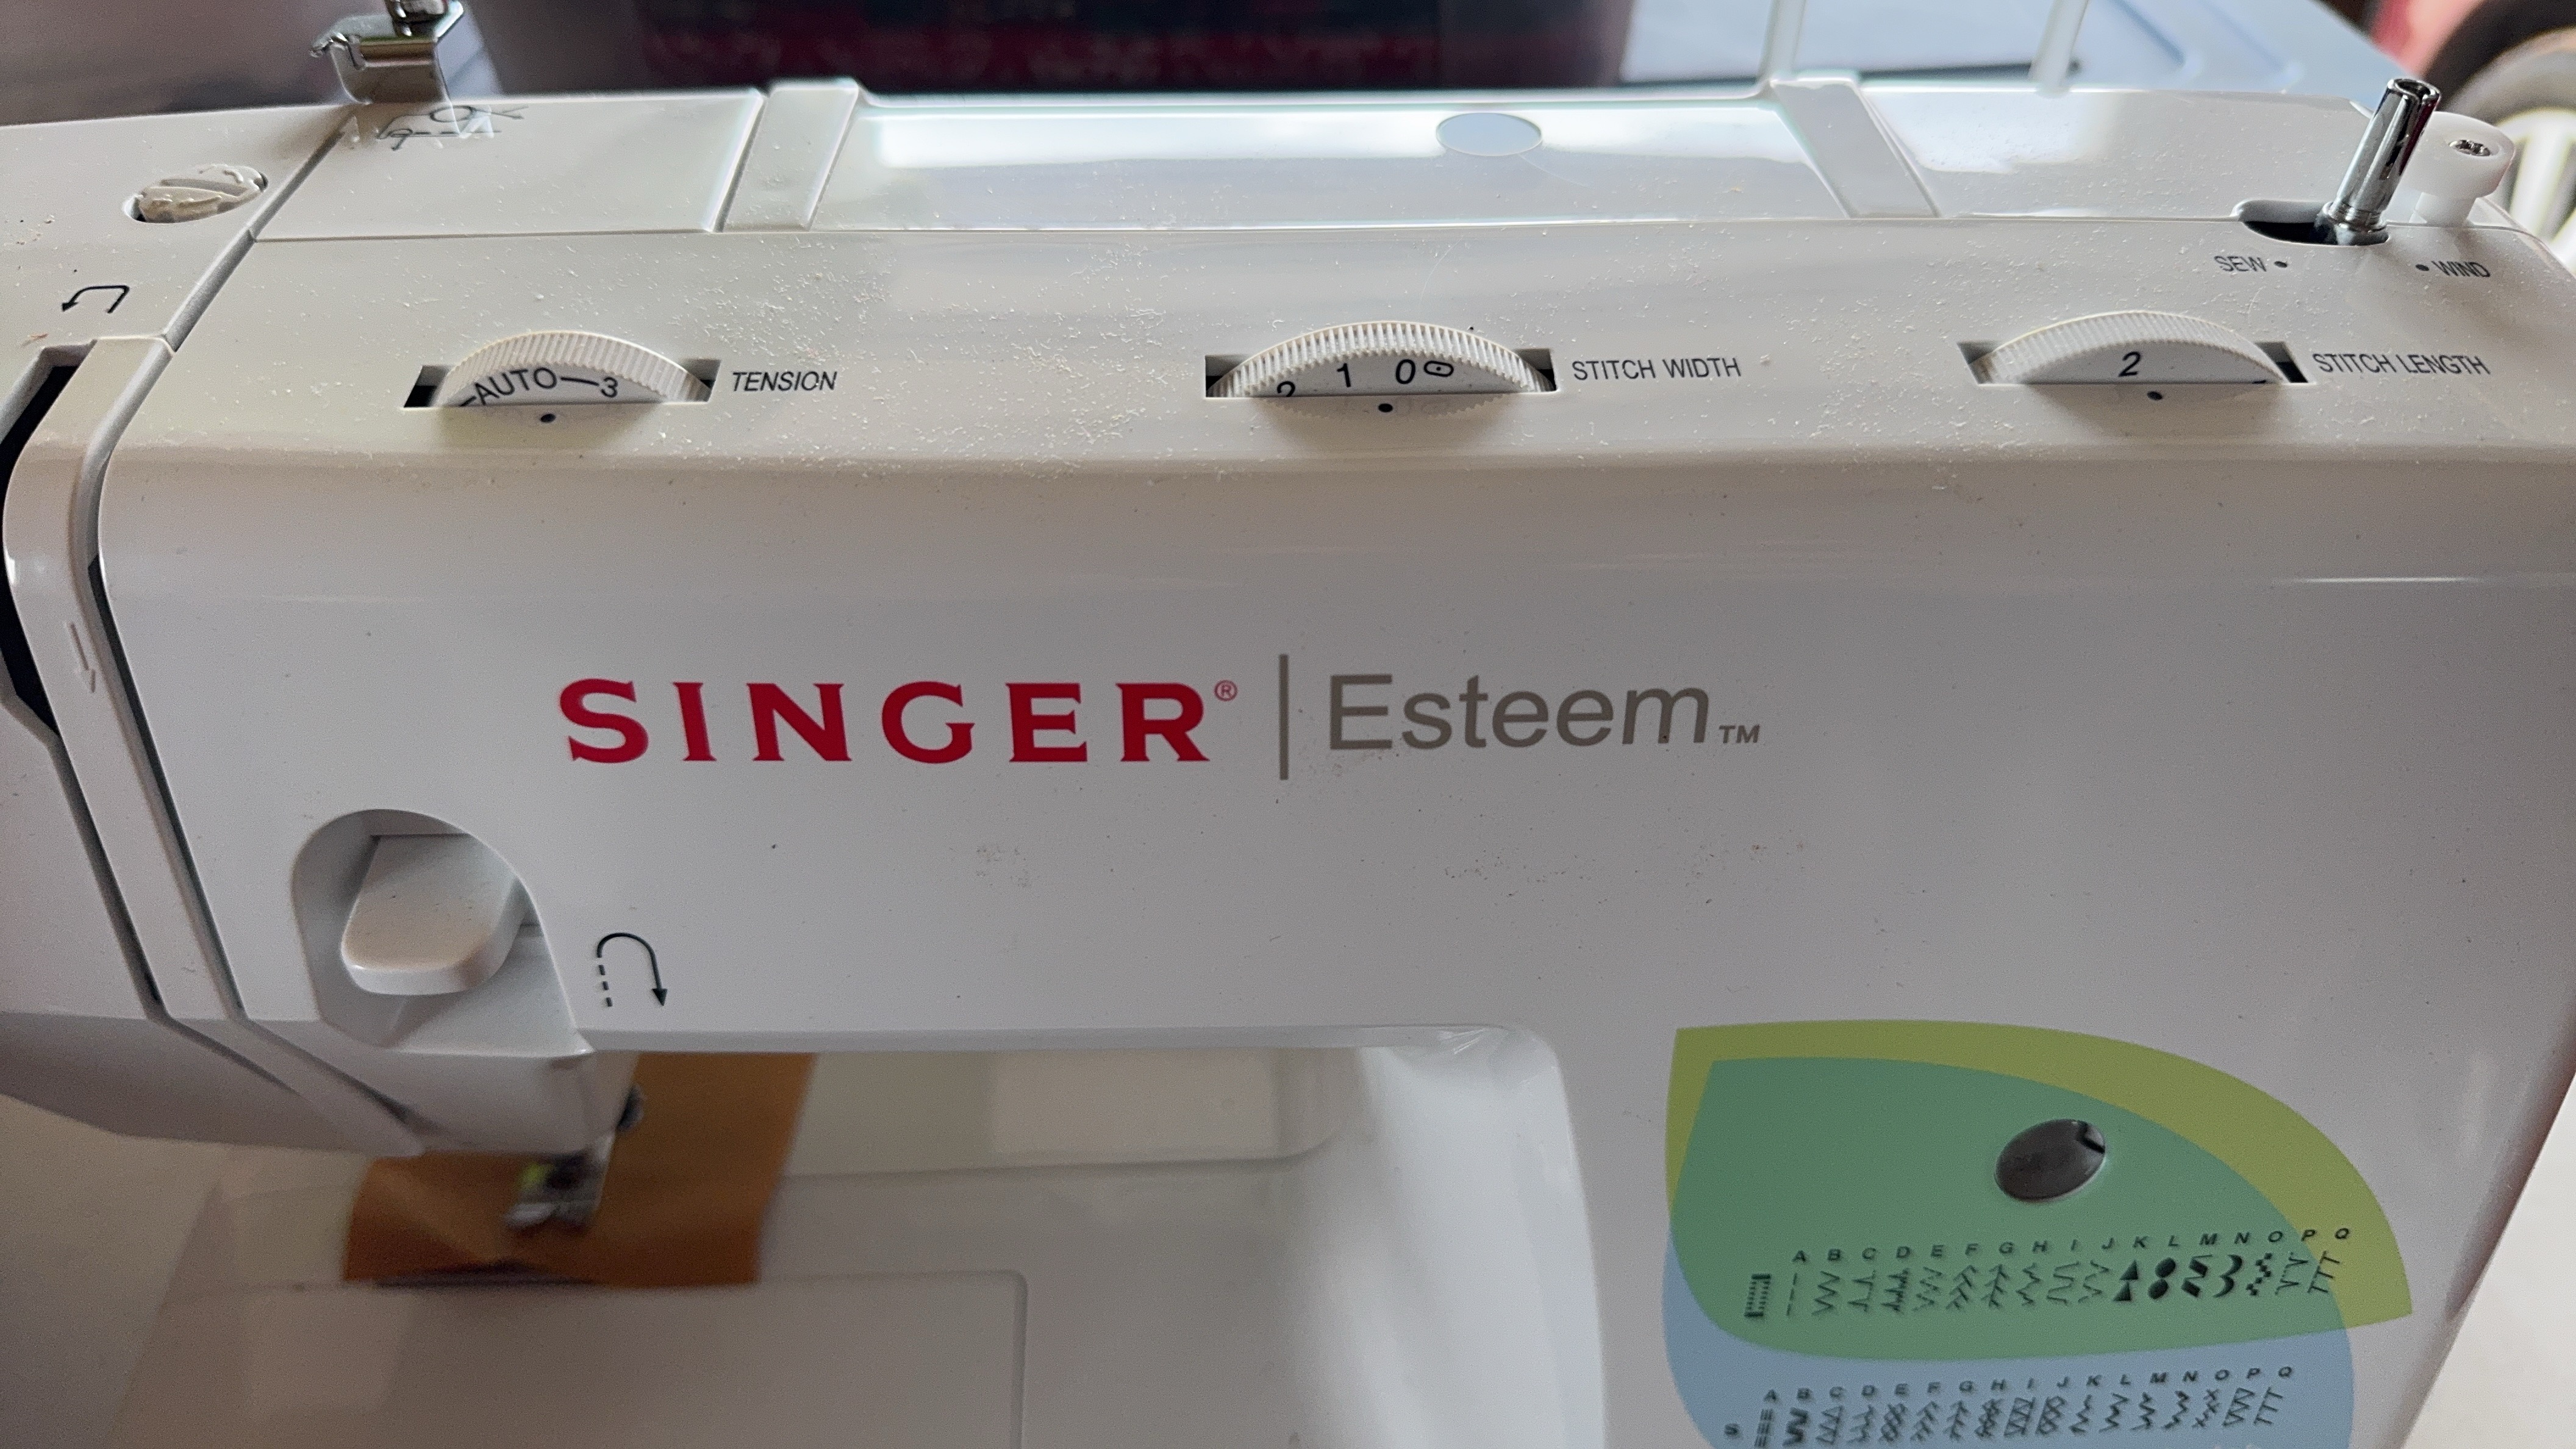 SEW • • WIND
AUTO 3 TENSION
2 1 0 STITCH WIDTH
2 STITCH LENGTH
SINGER® | Esteem™
A B C D E F G H I J K L M N O P Q
A B C D E F G H I J K L M N O P Q
S